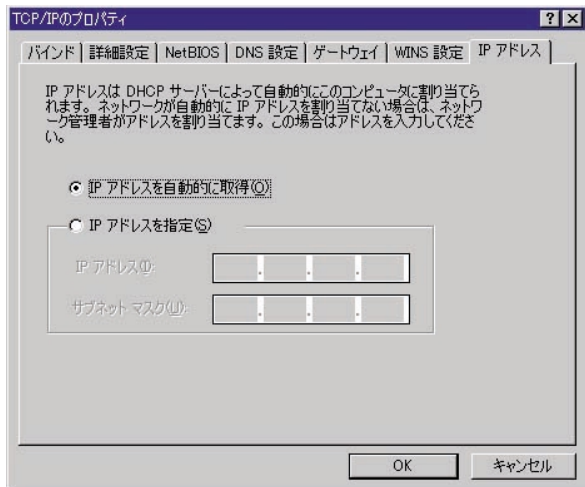 TCP/IPのプロパティ
バインド 詳細設定 NetBIOS DNS 設定 ゲートウェイ WINS 設定 IP アドレス
IP アドレスは DHCP サーバーによって自動的にこのコンピュータに割り当てら
れます。ネットワークが自動的に IP アドレスを割り当てない場合は、ネットワ
ーク管理者がアドレスを割り当てます。この場合はアドレスを入力してくださ
い。
IP アドレスを自動的に取得(O)
IP アドレスを指定(S)
IP アドレス(I):
サブネット マスク(U):
OK キャンセル